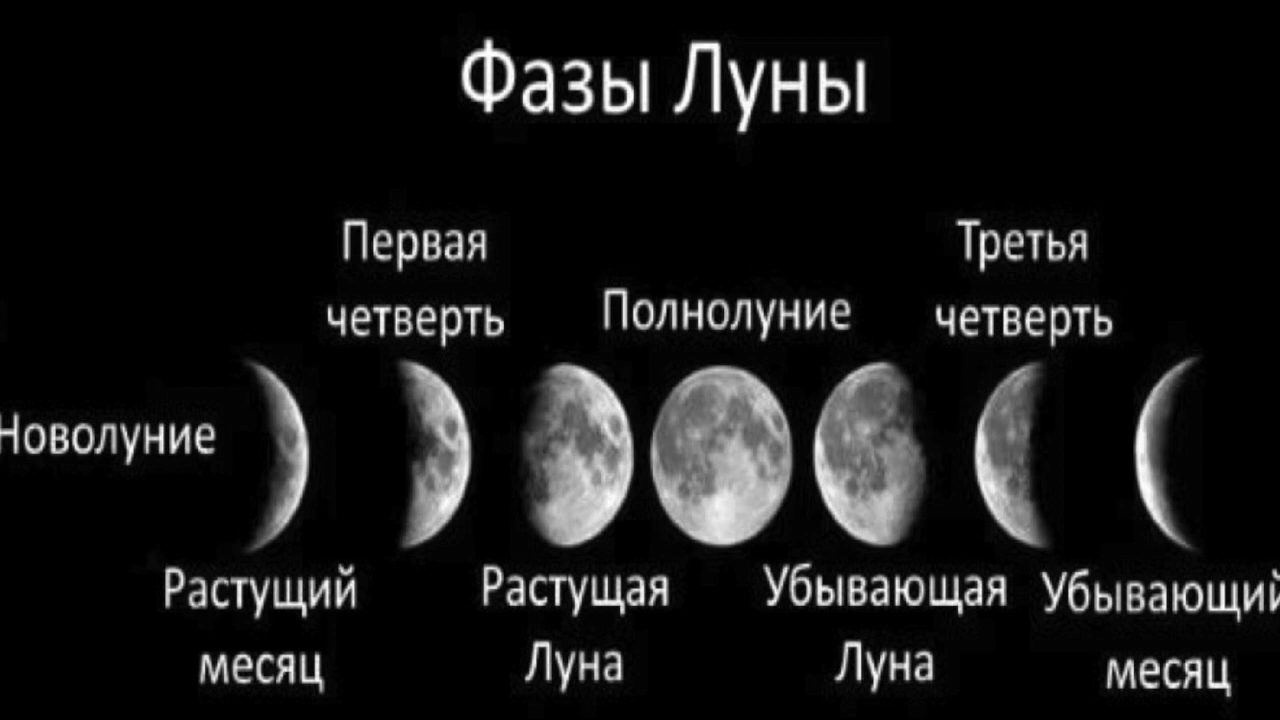 Фазы Луны
Первая
четверть
Третья
четверть
Полнолуние
Новолуние
Растущий
месяц
Растущая
Луна
Убывающая
Луна
Убывающий
месяц